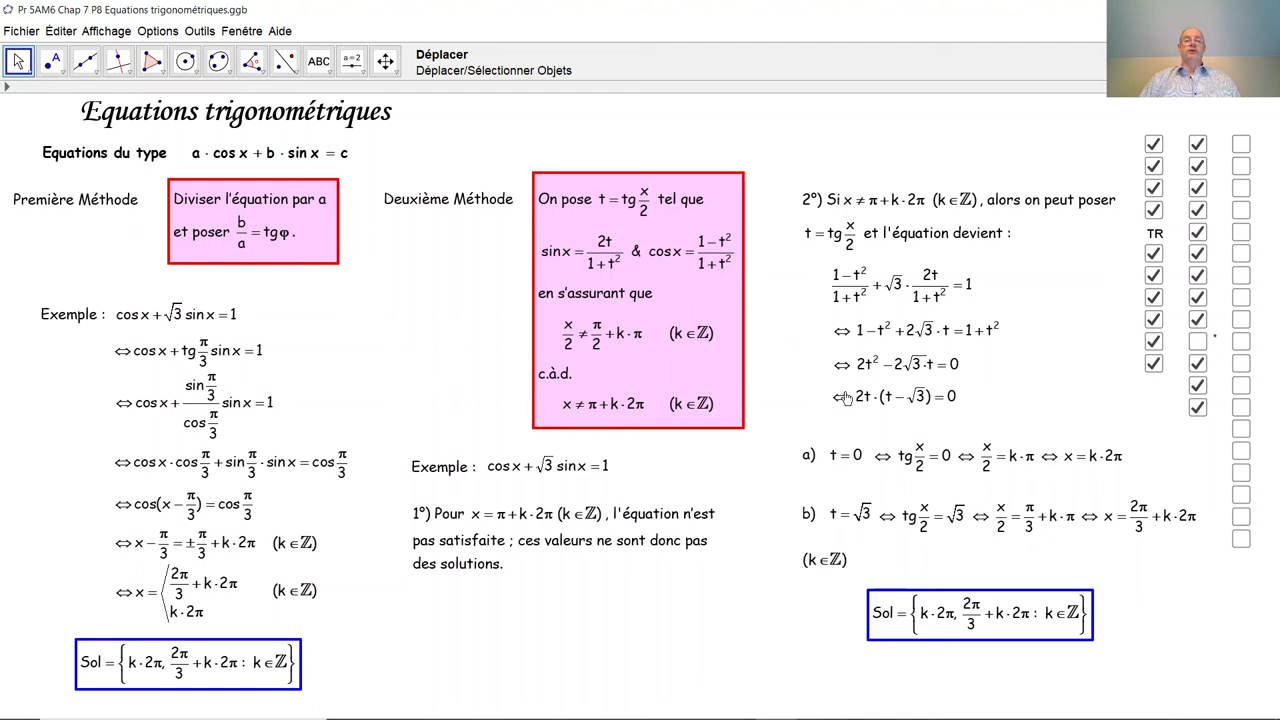 Pr 5AM6 Chap 7 P8 Equations trigonométriques.ggb
Fichier Éditer Affichage Options Outils Fenêtre Aide
A ABC a=2
Déplacer
Déplacer/Sélectionner Objets
Equations trigonométriques
Equations du type a · cos x + b · sin x = c
Première Méthode
Diviser l'équation par a
et poser b/a = tgφ .
Exemple : cos x + √3 sin x = 1
⇔ cos x + tg π/3 sin x = 1
⇔ cos x + (sin π/3)/(cos π/3) sin x = 1
⇔ cos x · cos π/3 + sin π/3 · sin x = cos π/3
⇔ cos(x − π/3) = cos π/3
⇔ x − π/3 = ± π/3 + k · 2π (k ∈ ℤ)
⇔ x = ⟨ 2π/3 + k · 2π (k ∈ ℤ)
k · 2π
Sol = { k · 2π, 2π/3 + k · 2π : k ∈ ℤ }
Deuxième Méthode
On pose t = tg x/2 tel que
sin x = 2t/(1 + t²) & cos x = (1 − t²)/(1 + t²)
en s'assurant que
x/2 ≠ π/2 + k · π (k ∈ ℤ)
c.à.d.
x ≠ π + k · 2π (k ∈ ℤ)
Exemple : cos x + √3 sin x = 1
1°) Pour x = π + k · 2π (k ∈ ℤ) , l'équation n'est
pas satisfaite ; ces valeurs ne sont donc pas
des solutions.
2°) Si x ≠ π + k · 2π (k ∈ ℤ) , alors on peut poser
t = tg x/2 et l'équation devient :
(1 − t²)/(1 + t²) + √3 · 2t/(1 + t²) = 1
⇔ 1 − t² + 2√3 · t = 1 + t²
⇔ 2t² − 2√3 · t = 0
⇔ 2t · (t − √3) = 0
a) t = 0 ⇔ tg x/2 = 0 ⇔ x/2 = k · π ⇔ x = k · 2π
b) t = √3 ⇔ tg x/2 = √3 ⇔ x/2 = π/3 + k · π ⇔ x = 2π/3 + k · 2π
(k ∈ ℤ)
Sol = { k · 2π, 2π/3 + k · 2π : k ∈ ℤ }
TR